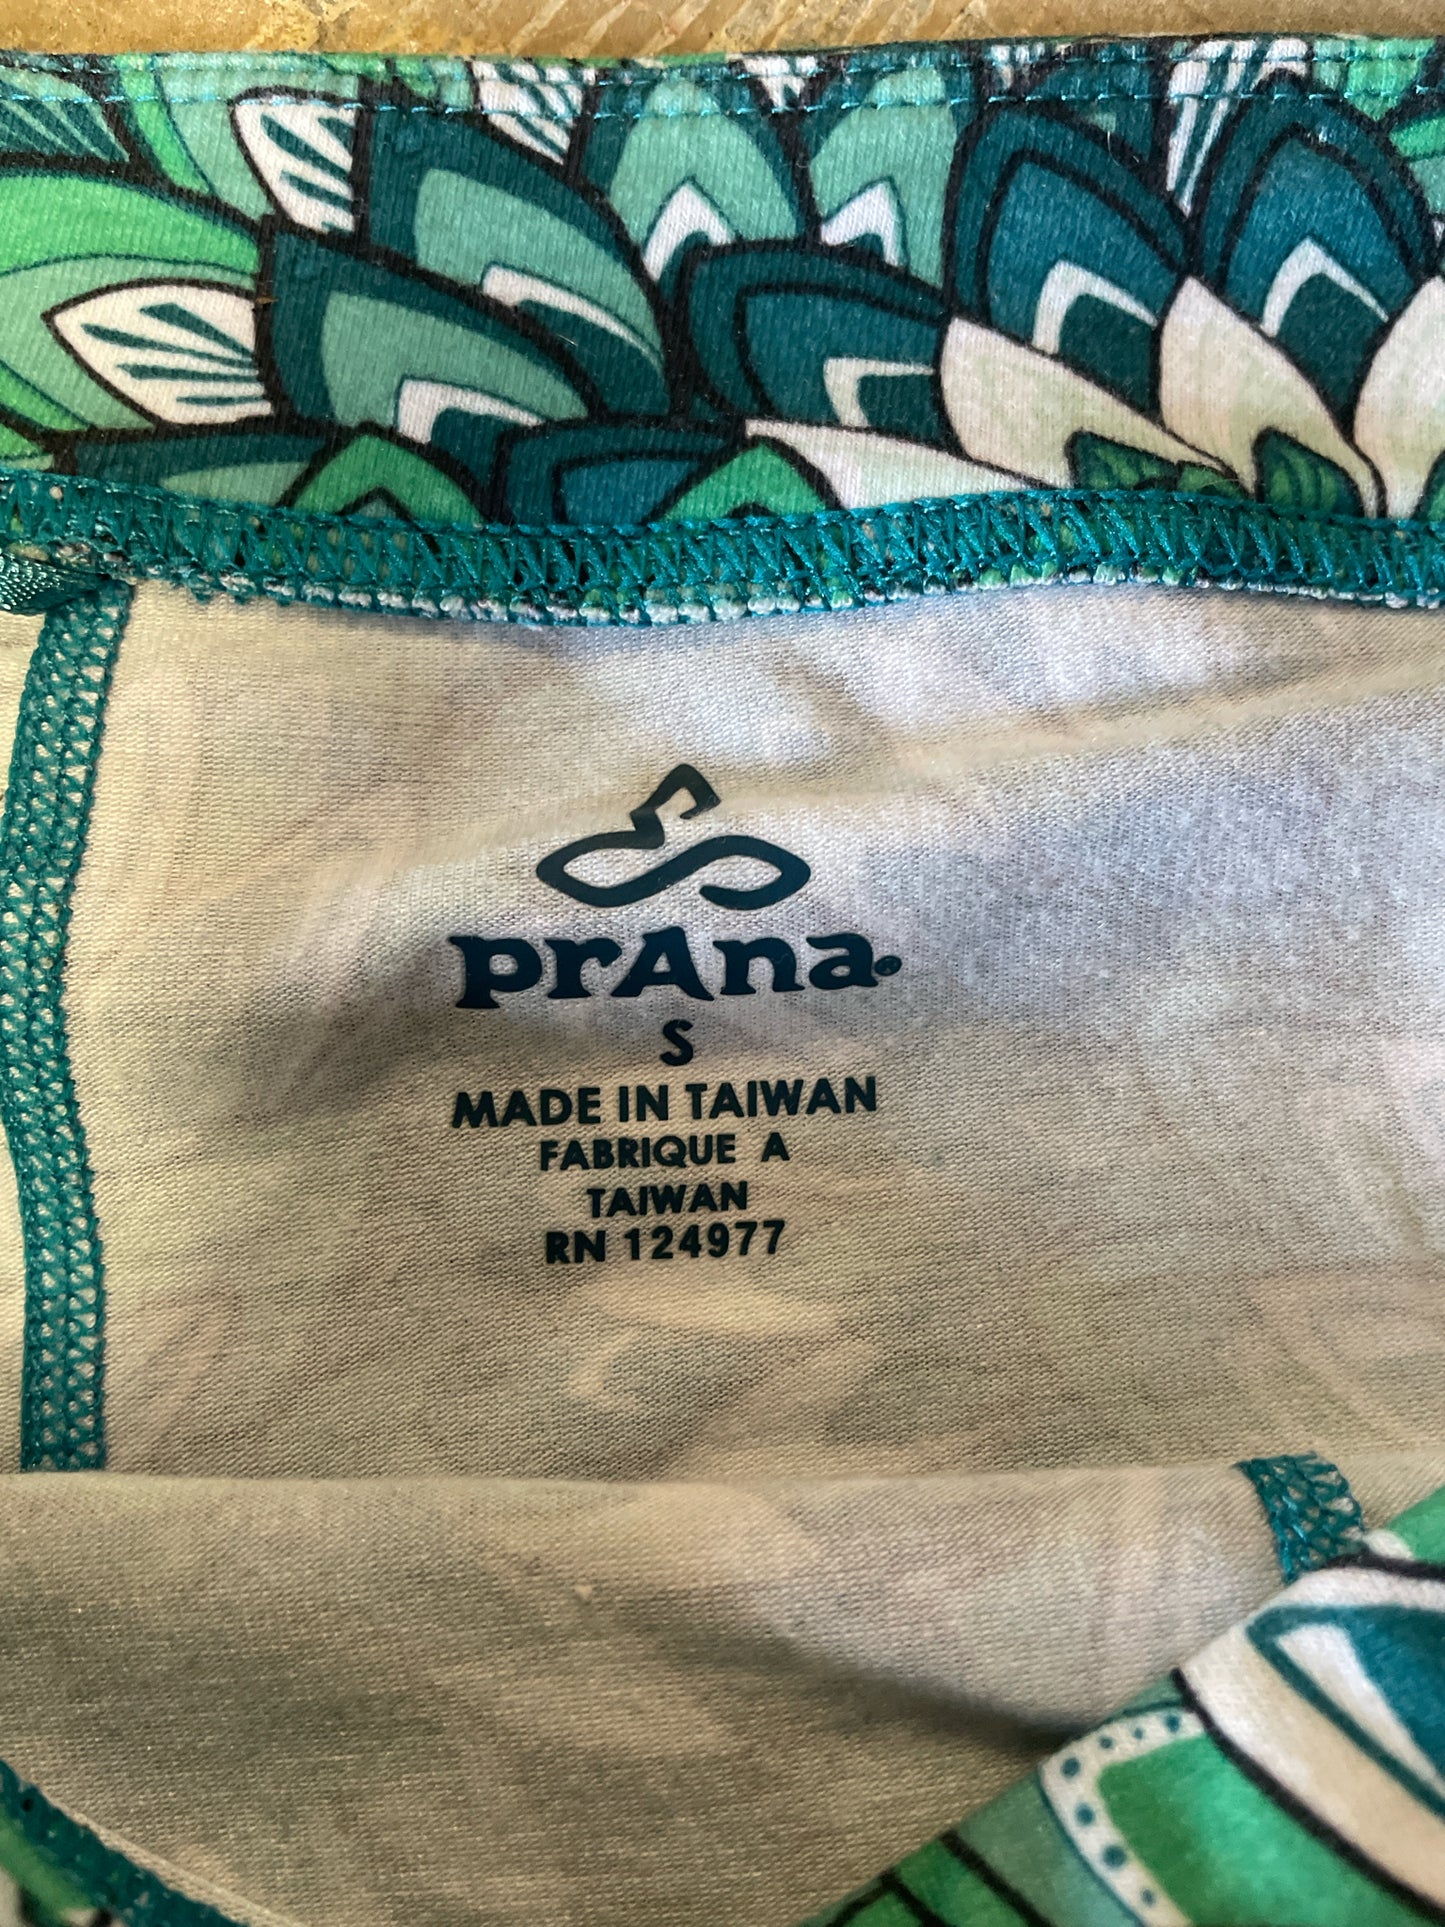 prAna®
S
MADE IN TAIWAN
FABRIQUE A
TAIWAN
RN 124977